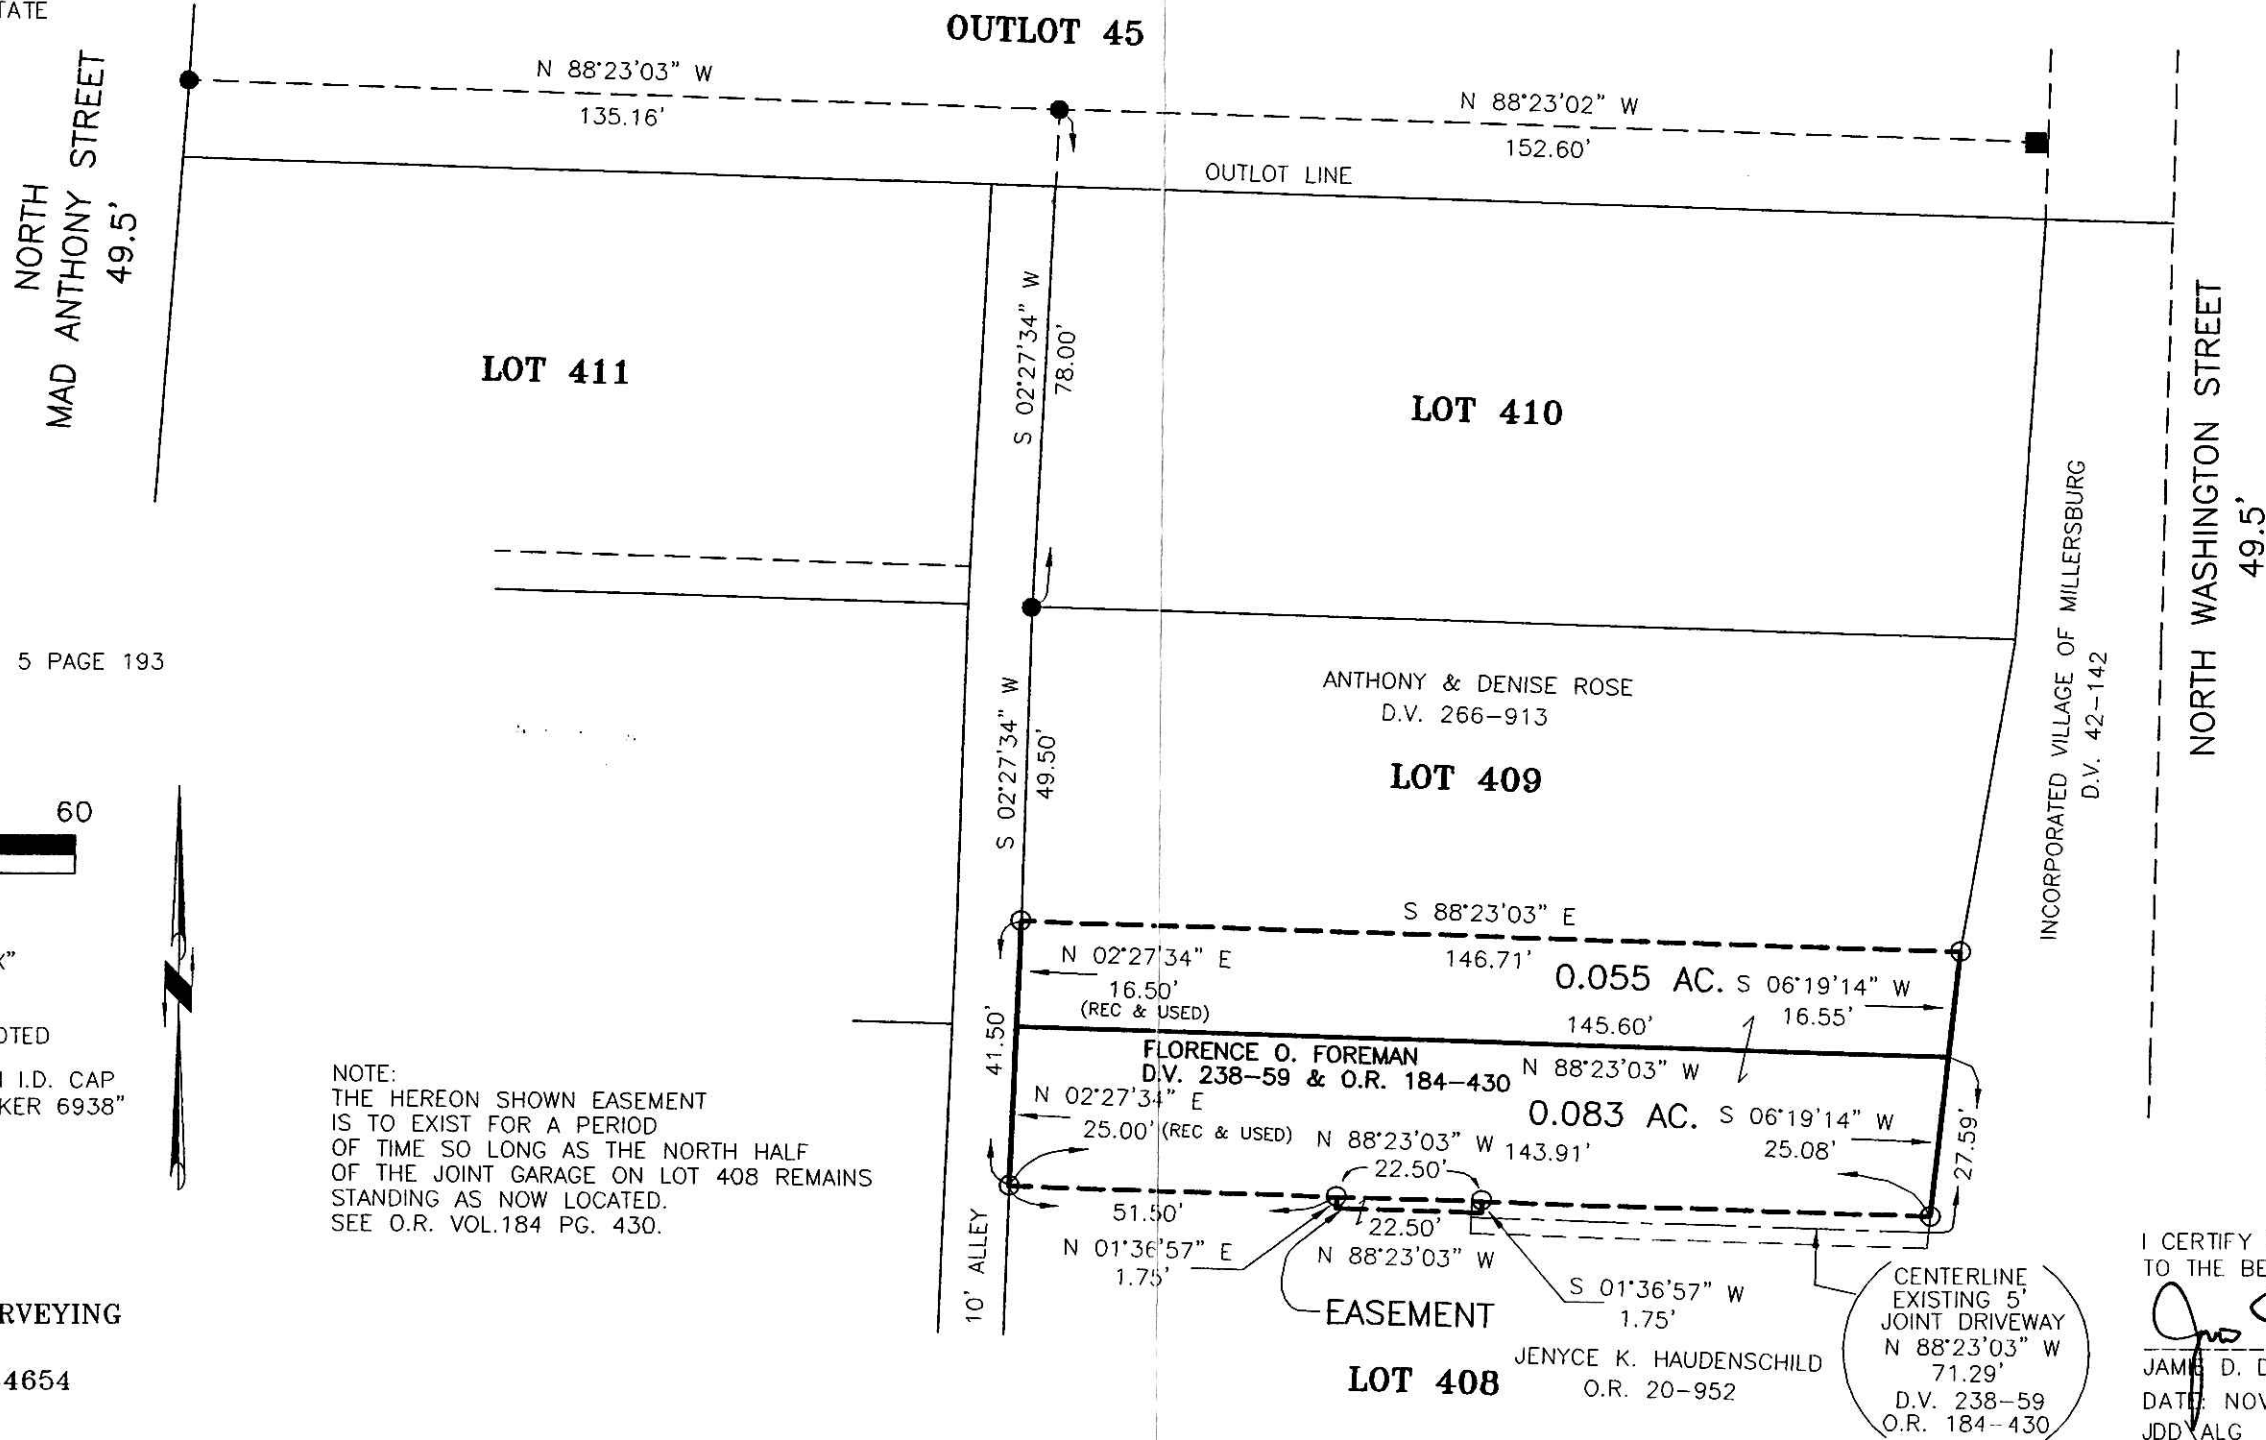 TATE
OUTLOT 45
N 88°23'03" W
135.16'
N 88°23'02" W
152.60'
OUTLOT LINE
NORTH
MAD ANTHONY STREET
49.5'
S 02°27'34" W
78.00'
LOT 411
LOT 410
NORTH WASHINGTON STREET
49.5'
INCORPORATED VILLAGE OF MILLERSBURG
D.V. 42-142
5 PAGE 193
S 02°27'34" W
49.50'
ANTHONY & DENISE ROSE
D.V. 266-913
LOT 409
60
S 88°23'03" E
146.71'
N 02°27'34" E
16.50'
(REC & USED)
0.055 AC.
S 06°19'14" W
16.55'
145.60'
N 88°23'03" W
FLORENCE O. FOREMAN
D.V. 238-59 & O.R. 184-430
41.50'
N 02°27'34" E
25.00' (REC & USED)
0.083 AC.
S 06°19'14" W
25.08'
27.59'
N 88°23'03" W
143.91'
22.50'
51.50'
22.50'
N 88°23'03" W
N 01°36'57" E
1.75'
S 01°36'57" W
1.75'
10' ALLEY
EASEMENT
LOT 408
JENYCE K. HAUDENSCHILD
O.R. 20-952
CENTERLINE
EXISTING 5'
JOINT DRIVEWAY
N 88°23'03" W
71.29'
D.V. 238-59
O.R. 184-430
NOTE:
THE HEREON SHOWN EASEMENT
IS TO EXIST FOR A PERIOD
OF TIME SO LONG AS THE NORTH HALF
OF THE JOINT GARAGE ON LOT 408 REMAINS
STANDING AS NOW LOCATED.
SEE O.R. VOL.184 PG. 430.
OTED
I.D. CAP
KER 6938"
RVEYING
4654
I CERTIFY
TO THE BE
JAMES D. D
DATE: NOV
JDD ALG